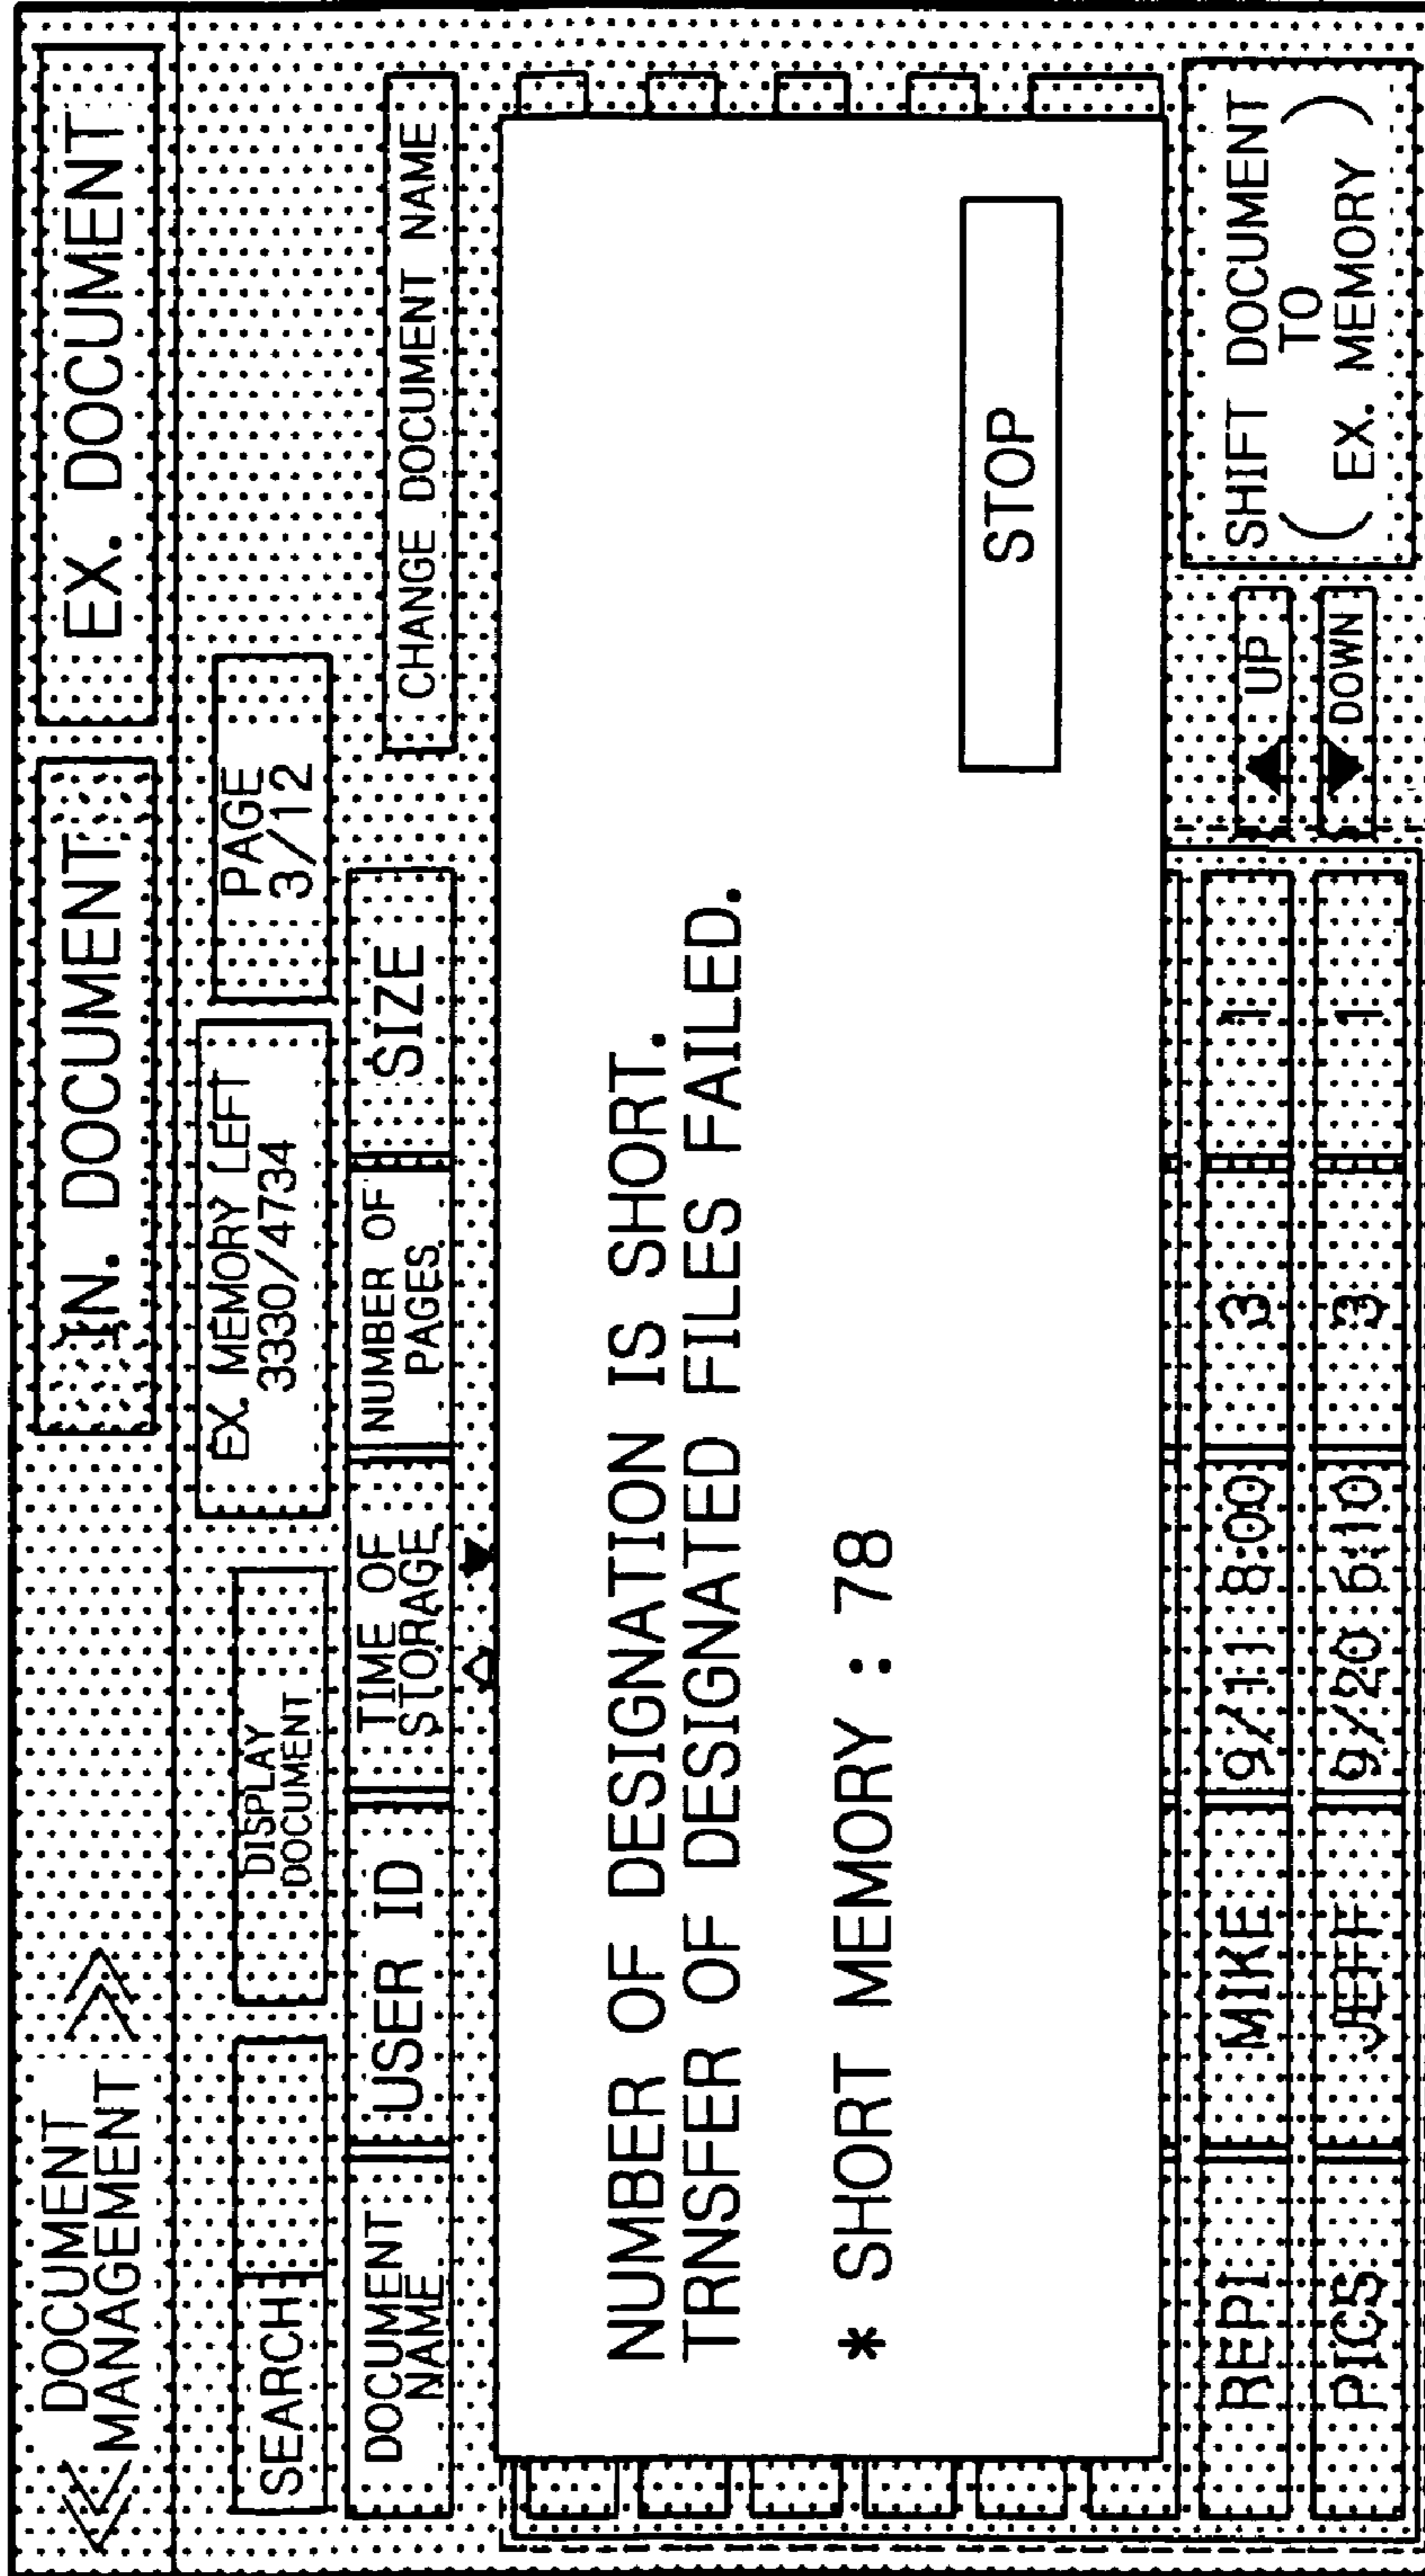 DOCUMENT
MANAGEMENT
IN. DOCUMENT
EX. DOCUMENT
SEARCH
DISPLAY
DOCUMENT
EX. MEMORY LEFT
3330/4734
PAGE
3/12
DOCUMENT
NAME
USER ID
TIME OF
STORAGE
NUMBER OF
PAGES
SIZE
CHANGE DOCUMENT NAME
NUMBER OF DESIGNATION IS SHORT.
TRNSFER OF DESIGNATED FILES FAILED.
* SHORT MEMORY : 78
STOP
REPI MIKE 9/11 8:00 3 1
PICS JEFF 9/20 6:10 3 1
UP
DOWN
SHIFT DOCUMENT
TO
( EX. MEMORY )